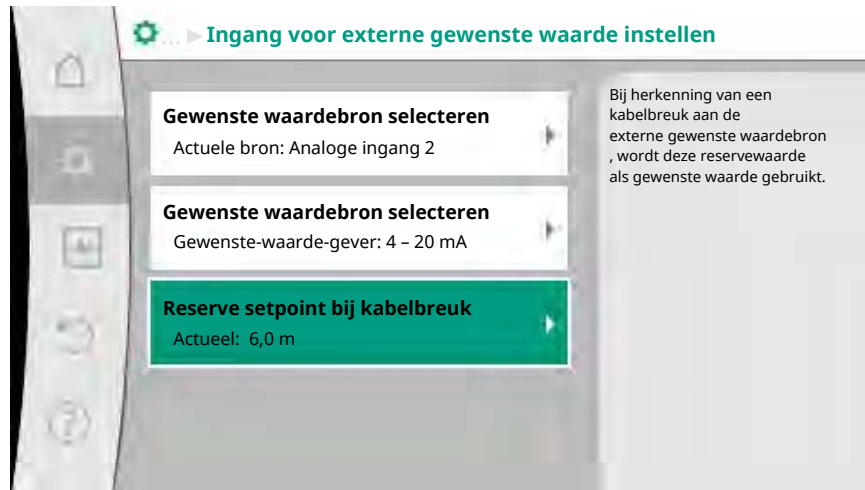 ... ▶ Ingang voor externe gewenste waarde instellen
Gewenste waardebron selecteren
Actuele bron: Analoge ingang 2
Gewenste waardebron selecteren
Gewenste-waarde-gever: 4 – 20 mA
Reserve setpoint bij kabelbreuk
Actueel: 6,0 m
Bij herkenning van een
kabelbreuk aan de
externe gewenste waardebron
, wordt deze reservewaarde
als gewenste waarde gebruikt.
?